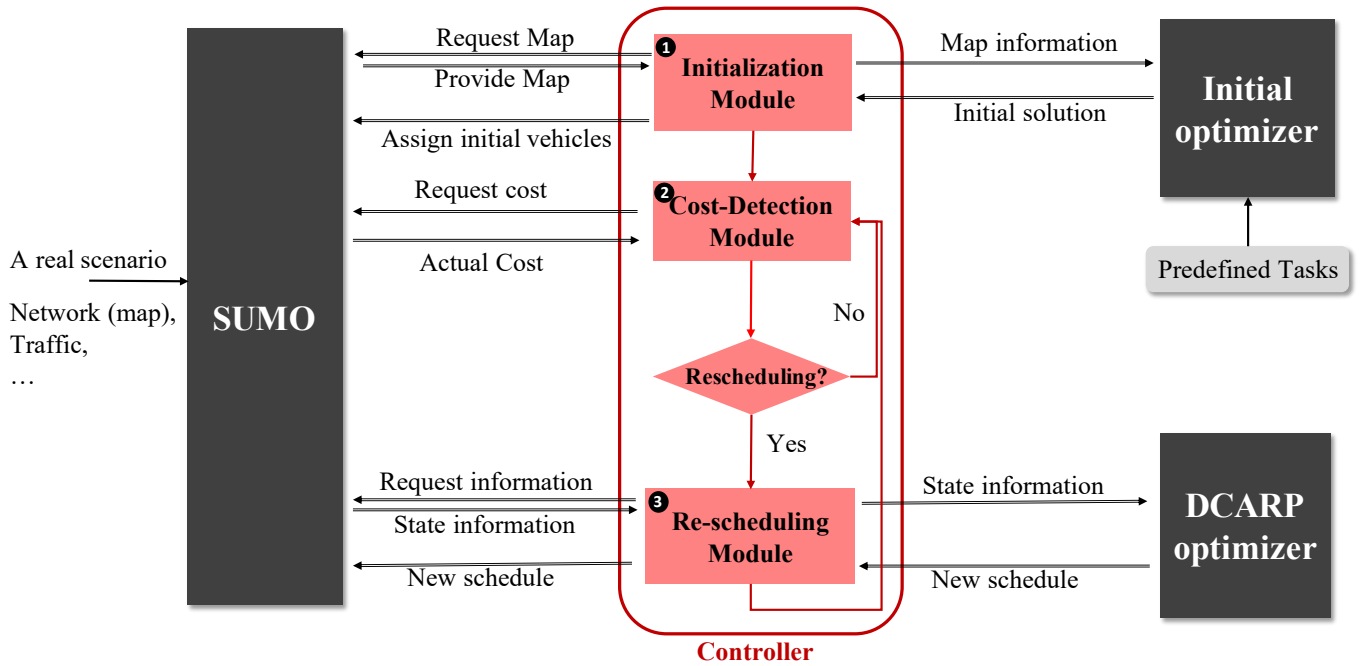 A real scenario
Network (map),
Traffic,
…
SUMO
Request Map
Provide Map
Assign initial vehicles
Request cost
Actual Cost
Request information
State information
New schedule
1
Initialization
Module
2
Cost-Detection
Module
Rescheduling?
No
Yes
3
Re-scheduling
Module
Controller
Map information
Initial solution
Initial
optimizer
Predefined Tasks
State information
New schedule
DCARP
optimizer